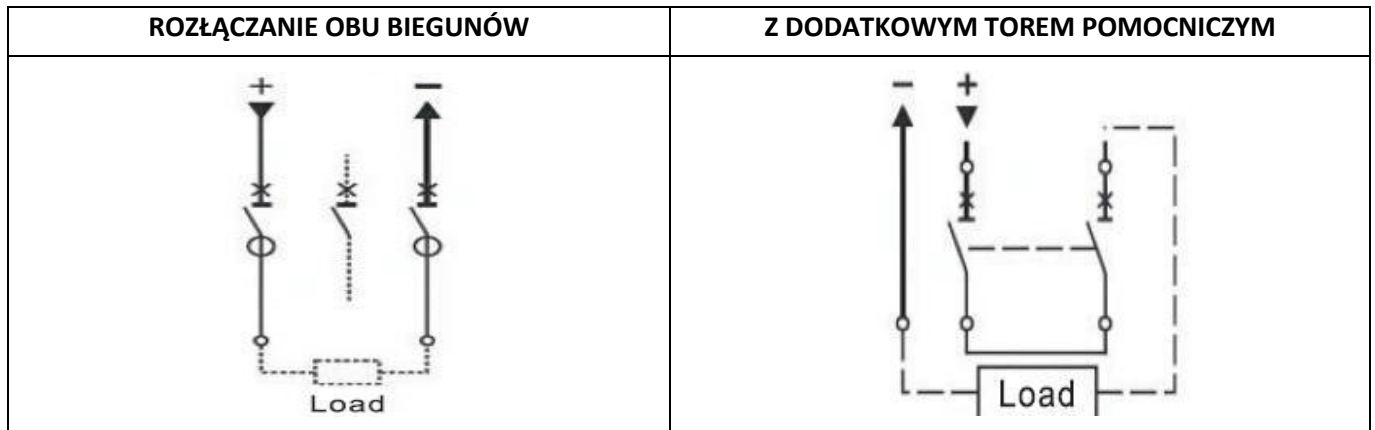 ROZŁĄCZANIE OBU BIEGUNÓW
Z DODATKOWYM TOREM POMOCNICZYM
+ −
− +
Load
Load